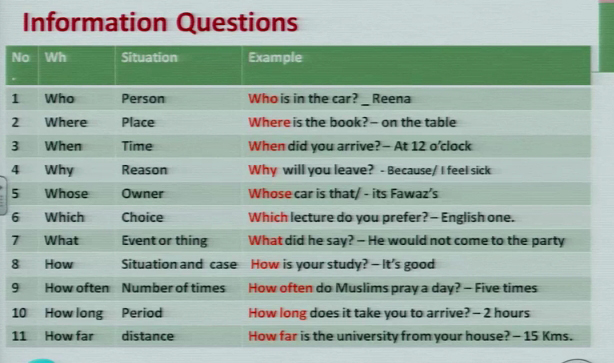 Information Questions
No. Wh Situation Example
1 Who Person Who is in the car? _ Reena
2 Where Place Where is the book? – on the table
3 When Time When did you arrive? – At 12 o'clock
4 Why Reason Why will you leave? - Because/ I feel sick
5 Whose Owner Whose car is that/ - its Fawaz's
6 Which Choice Which lecture do you prefer? – English one.
7 What Event or thing What did he say? – He would not come to the party
8 How Situation and case How is your study? – It's good
9 How often Number of times How often do Muslims pray a day? – Five times
10 How long Period How long does it take you to arrive? – 2 hours
11 How far distance How far is the university from your house? – 15 Kms.